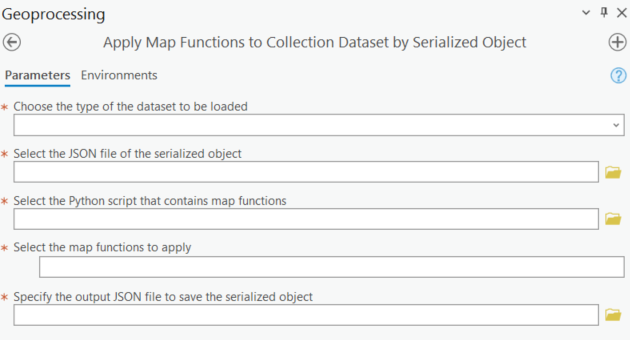 Geoprocessing
Apply Map Functions to Collection Dataset by Serialized Object
Parameters Environments
* Choose the type of the dataset to be loaded
* Select the JSON file of the serialized object
* Select the Python script that contains map functions
* Select the map functions to apply
* Specify the output JSON file to save the serialized object